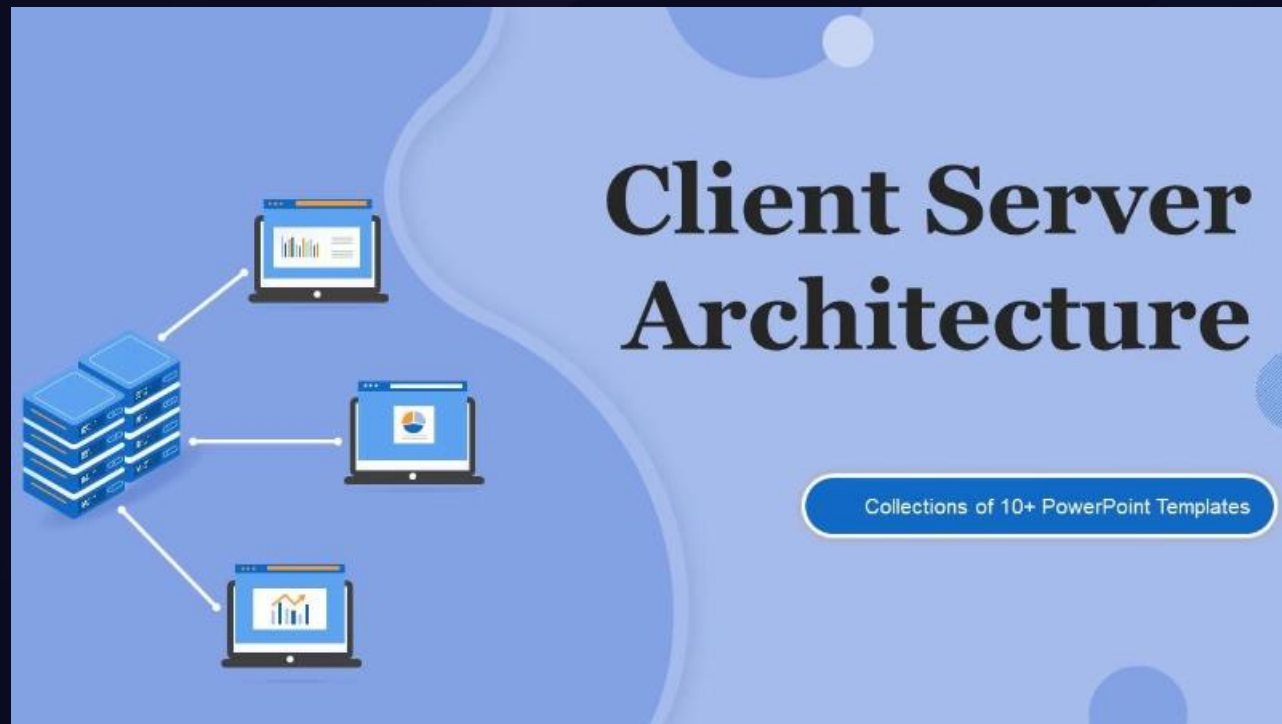 Client Server
Architecture
Collections of 10+ PowerPoint Templates